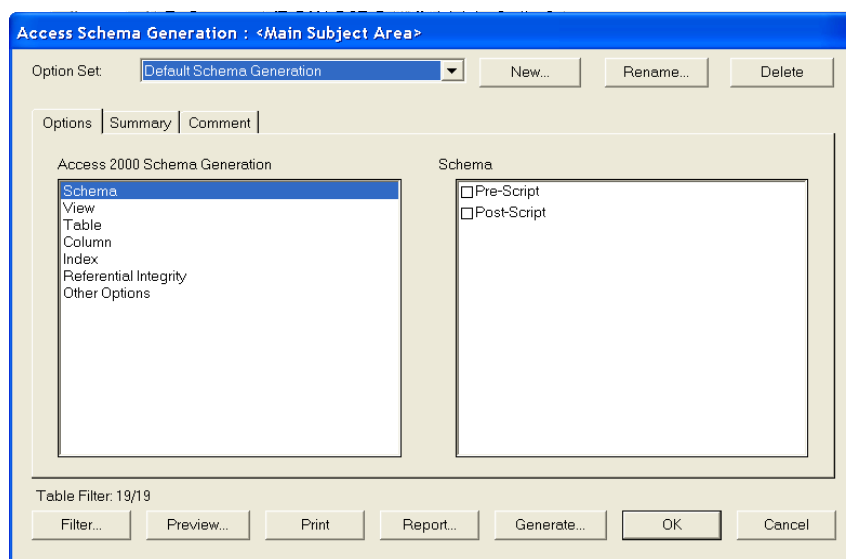 Access Schema Generation : <Main Subject Area>
Option Set: Default Schema Generation New... Rename... Delete
Options Summary Comment
Access 2000 Schema Generation Schema
Schema
View
Table
Column
Index
Referential Integrity
Other Options
Pre-Script
Post-Script
Table Filter: 19/19
Filter... Preview... Print Report... Generate... OK Cancel